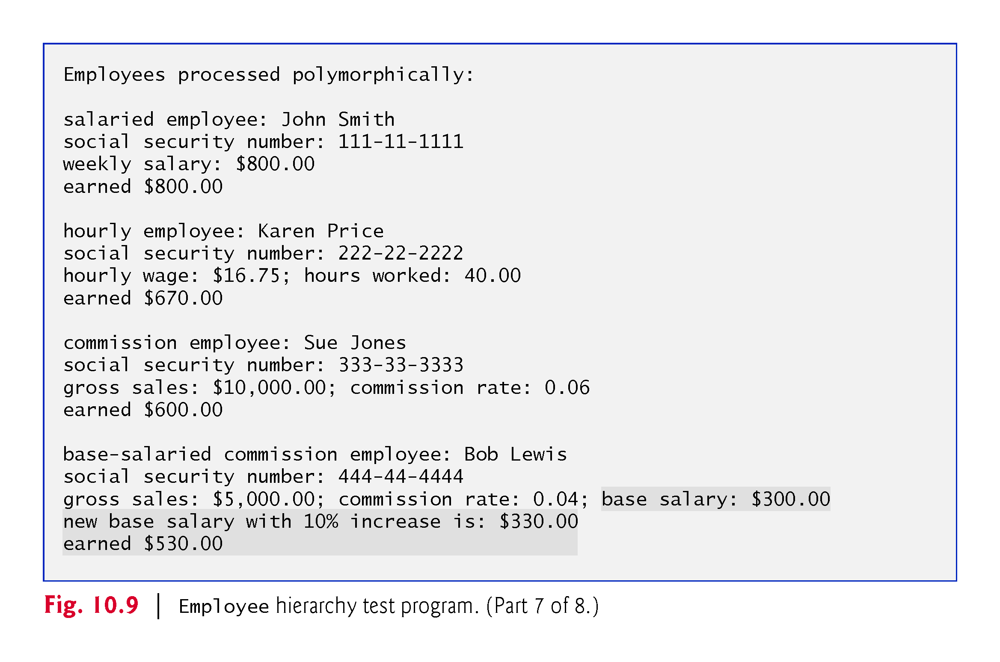 Employees processed polymorphically:
salaried employee: John Smith
social security number: 111-11-1111
weekly salary: $800.00
earned $800.00
hourly employee: Karen Price
social security number: 222-22-2222
hourly wage: $16.75; hours worked: 40.00
earned $670.00
commission employee: Sue Jones
social security number: 333-33-3333
gross sales: $10,000.00; commission rate: 0.06
earned $600.00
base-salaried commission employee: Bob Lewis
social security number: 444-44-4444
gross sales: $5,000.00; commission rate: 0.04; base salary: $300.00
new base salary with 10% increase is: $330.00
earned $530.00
Fig. 10.9 | Employee hierarchy test program. (Part 7 of 8.)